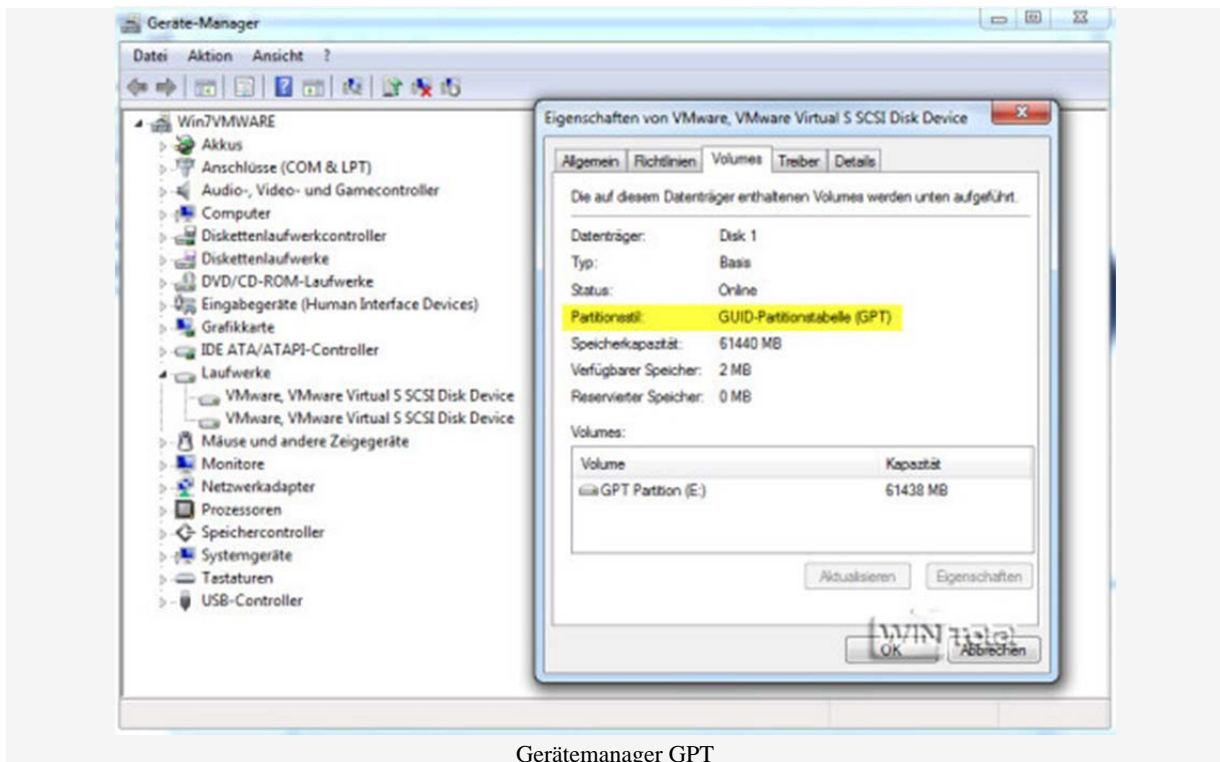 Geräte-Manager
Datei Aktion Ansicht ?
Win7VMWARE
Akkus
Anschlüsse (COM & LPT)
Audio-, Video- und Gamecontroller
Computer
Diskettenlaufwerkcontroller
Diskettenlaufwerke
DVD/CD-ROM-Laufwerke
Eingabegeräte (Human Interface Devices)
Grafikkarte
IDE ATA/ATAPI-Controller
Laufwerke
VMware, VMware Virtual S SCSI Disk Device
VMware, VMware Virtual S SCSI Disk Device
Mäuse und andere Zeigegeräte
Monitore
Netzwerkadapter
Prozessoren
Speichercontroller
Systemgeräte
Tastaturen
USB-Controller
Eigenschaften von VMware, VMware Virtual S SCSI Disk Device
Allgemein Richtlinien Volumes Treiber Details
Die auf diesem Datenträger enthaltenen Volumes werden unten aufgeführt.
Datenträger: Disk 1
Typ: Basis
Status: Online
Partitionsstil: GUID-Partitionstabelle (GPT)
Speicherkapazität: 61440 MB
Verfügbarer Speicher: 2 MB
Reservierter Speicher: 0 MB
Volumes:
Volume Kapazität
GPT Partition (E:) 61438 MB
Aktualisieren Eigenschaften
WIN Total
OK Abbrechen
Gerätemanager GPT